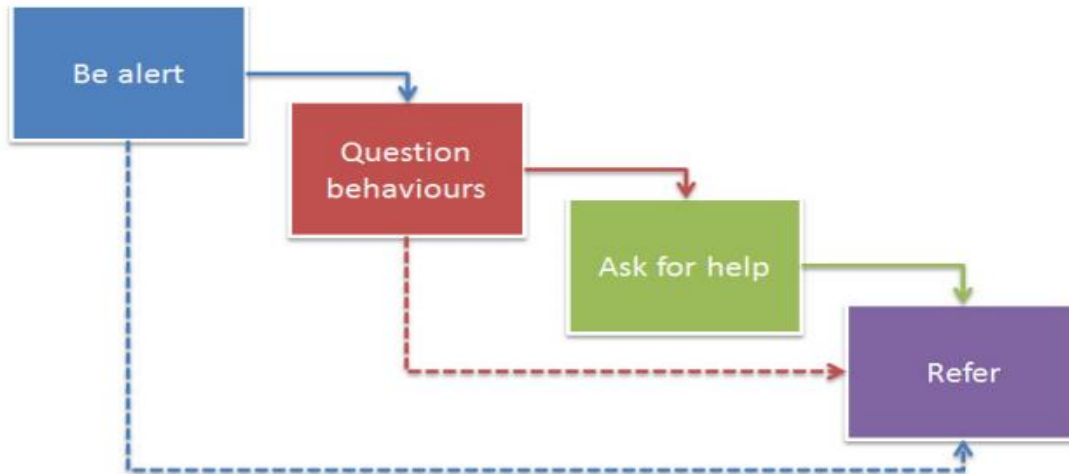 Be alert
Question
behaviours
Ask for help
Refer